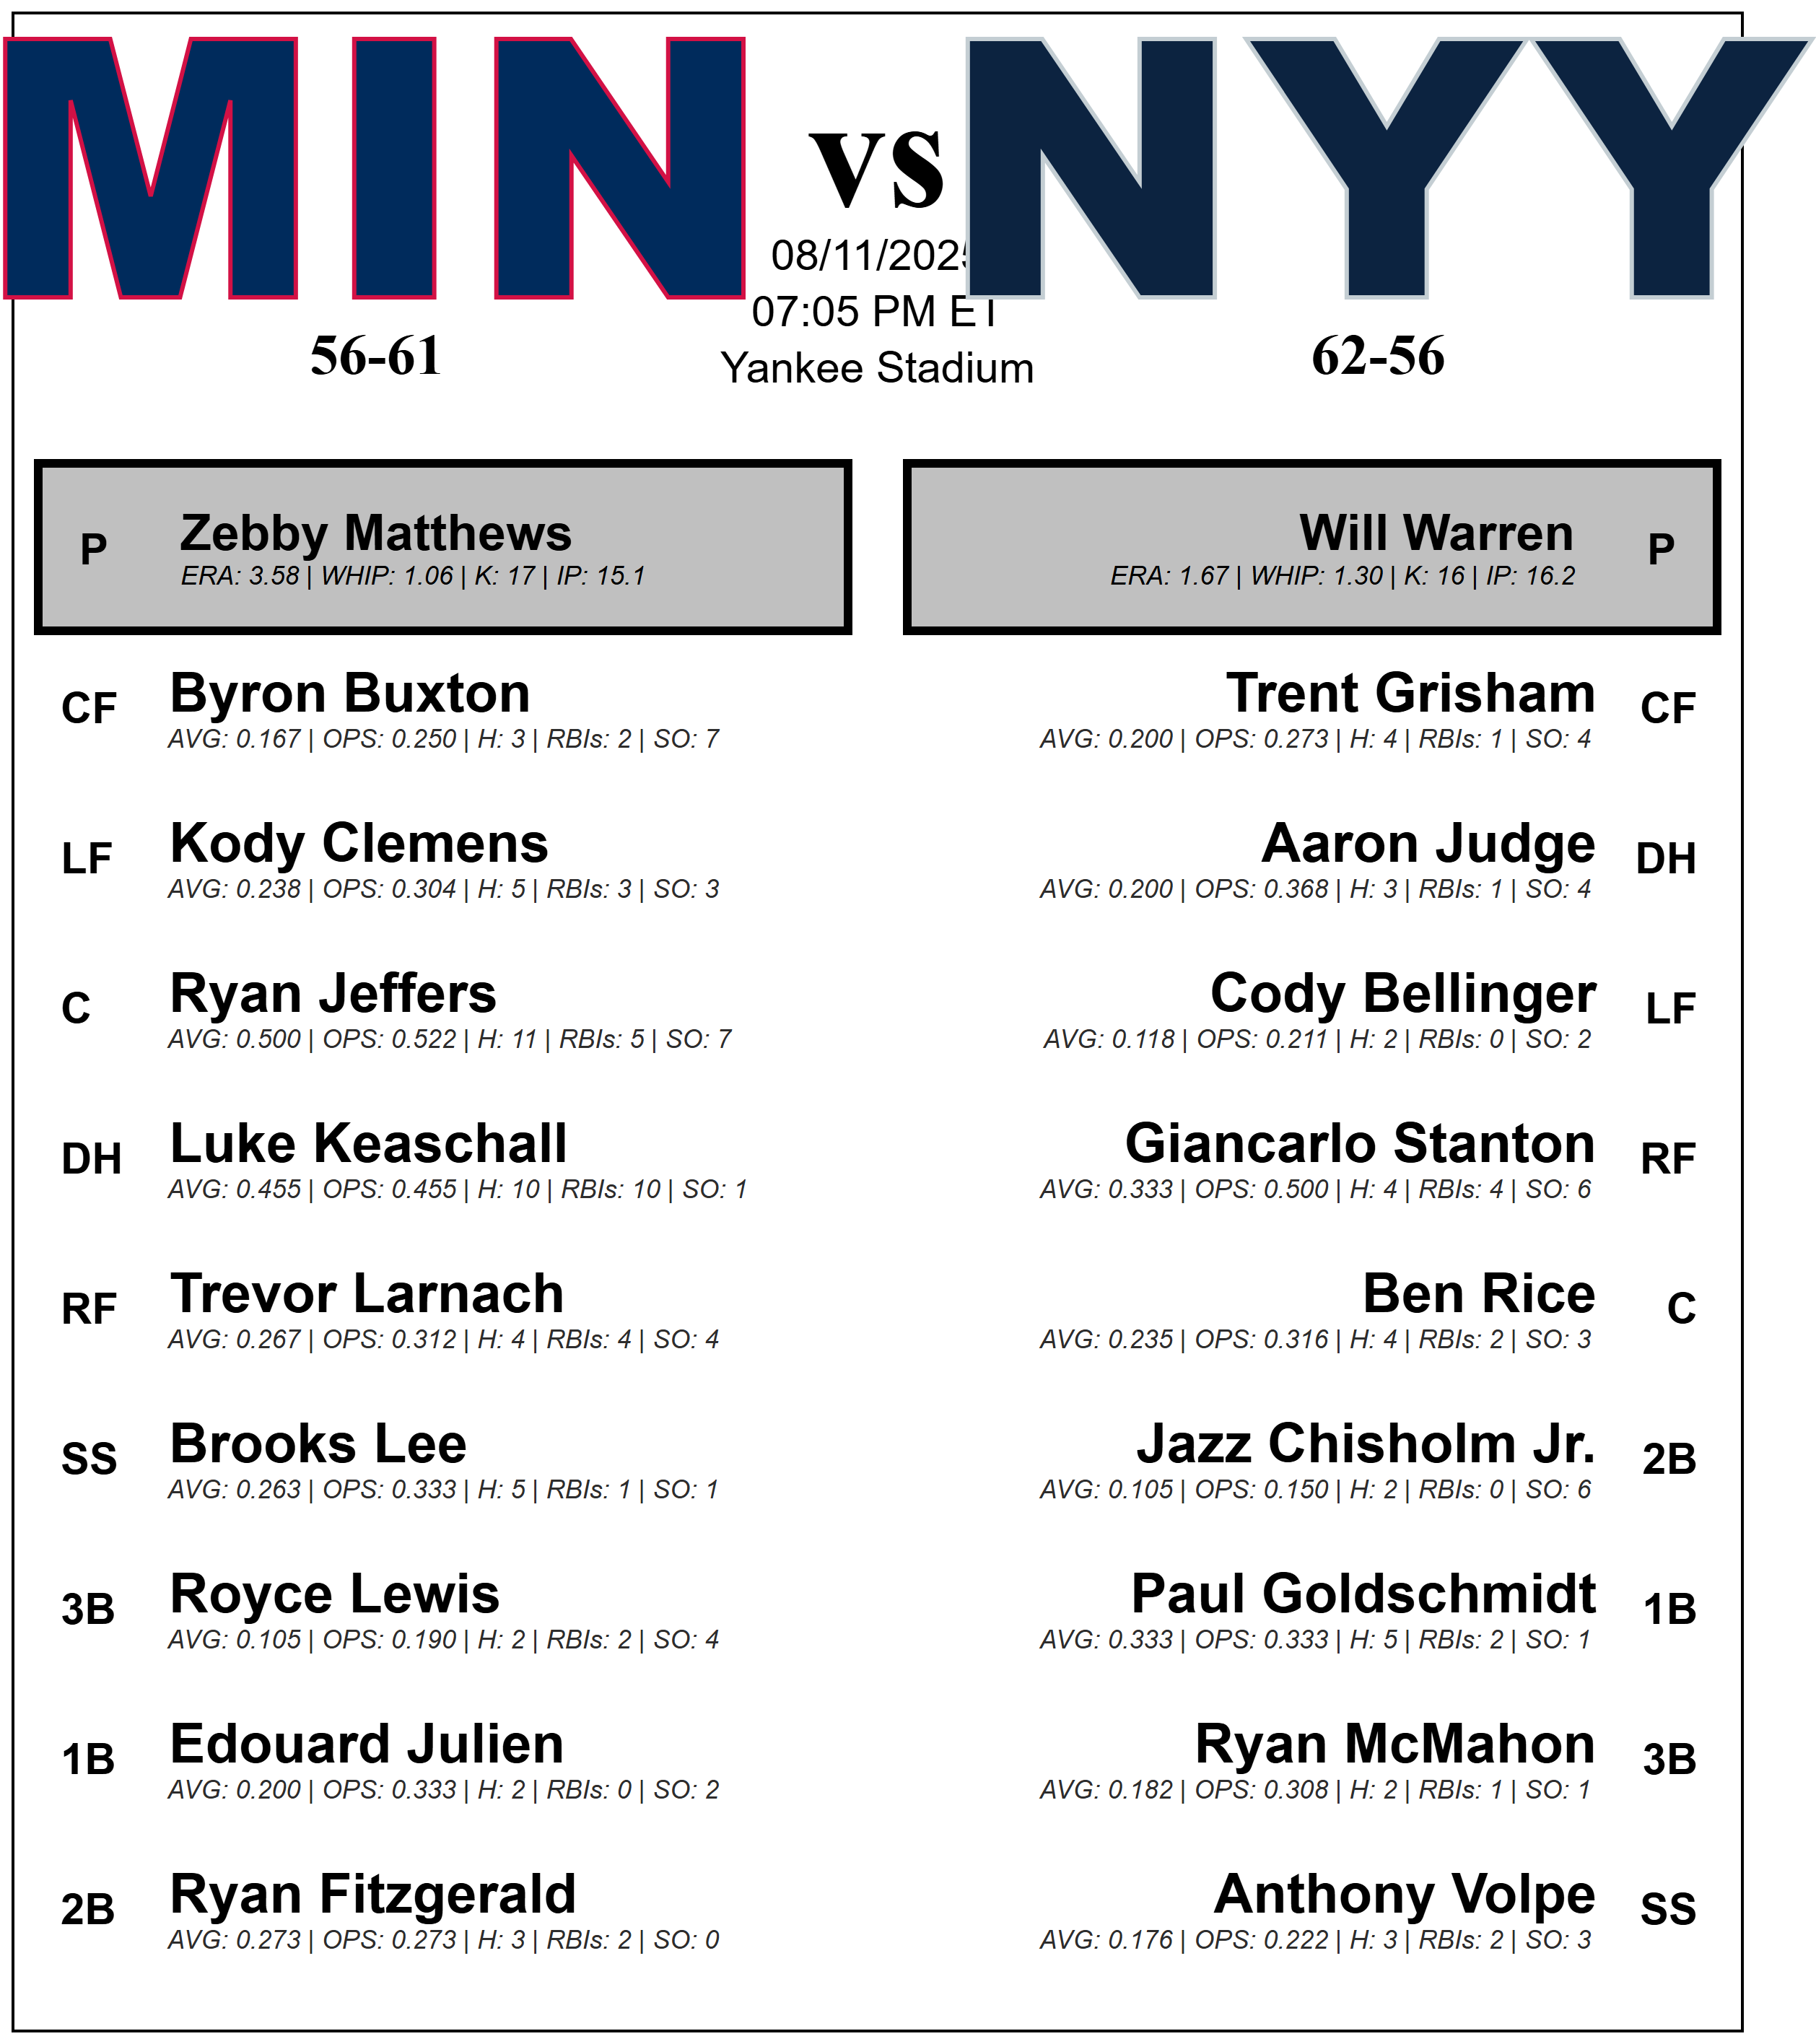 MIN vs NYY
08/11/2025
07:05 PM ET
56-61 Yankee Stadium 62-56
P Zebby Matthews
ERA: 3.58 | WHIP: 1.06 | K: 17 | IP: 15.1
Will Warren P
ERA: 1.67 | WHIP: 1.30 | K: 16 | IP: 16.2
CF Byron Buxton
AVG: 0.167 | OPS: 0.250 | H: 3 | RBIs: 2 | SO: 7
Trent Grisham CF
AVG: 0.200 | OPS: 0.273 | H: 4 | RBIs: 1 | SO: 4
LF Kody Clemens
AVG: 0.238 | OPS: 0.304 | H: 5 | RBIs: 3 | SO: 3
Aaron Judge DH
AVG: 0.200 | OPS: 0.368 | H: 3 | RBIs: 1 | SO: 4
C Ryan Jeffers
AVG: 0.500 | OPS: 0.522 | H: 11 | RBIs: 5 | SO: 7
Cody Bellinger LF
AVG: 0.118 | OPS: 0.211 | H: 2 | RBIs: 0 | SO: 2
DH Luke Keaschall
AVG: 0.455 | OPS: 0.455 | H: 10 | RBIs: 10 | SO: 1
Giancarlo Stanton RF
AVG: 0.333 | OPS: 0.500 | H: 4 | RBIs: 4 | SO: 6
RF Trevor Larnach
AVG: 0.267 | OPS: 0.312 | H: 4 | RBIs: 4 | SO: 4
Ben Rice C
AVG: 0.235 | OPS: 0.316 | H: 4 | RBIs: 2 | SO: 3
SS Brooks Lee
AVG: 0.263 | OPS: 0.333 | H: 5 | RBIs: 1 | SO: 1
Jazz Chisholm Jr. 2B
AVG: 0.105 | OPS: 0.150 | H: 2 | RBIs: 0 | SO: 6
3B Royce Lewis
AVG: 0.105 | OPS: 0.190 | H: 2 | RBIs: 2 | SO: 4
Paul Goldschmidt 1B
AVG: 0.333 | OPS: 0.333 | H: 5 | RBIs: 2 | SO: 1
1B Edouard Julien
AVG: 0.200 | OPS: 0.333 | H: 2 | RBIs: 0 | SO: 2
Ryan McMahon 3B
AVG: 0.182 | OPS: 0.308 | H: 2 | RBIs: 1 | SO: 1
2B Ryan Fitzgerald
AVG: 0.273 | OPS: 0.273 | H: 3 | RBIs: 2 | SO: 0
Anthony Volpe SS
AVG: 0.176 | OPS: 0.222 | H: 3 | RBIs: 2 | SO: 3